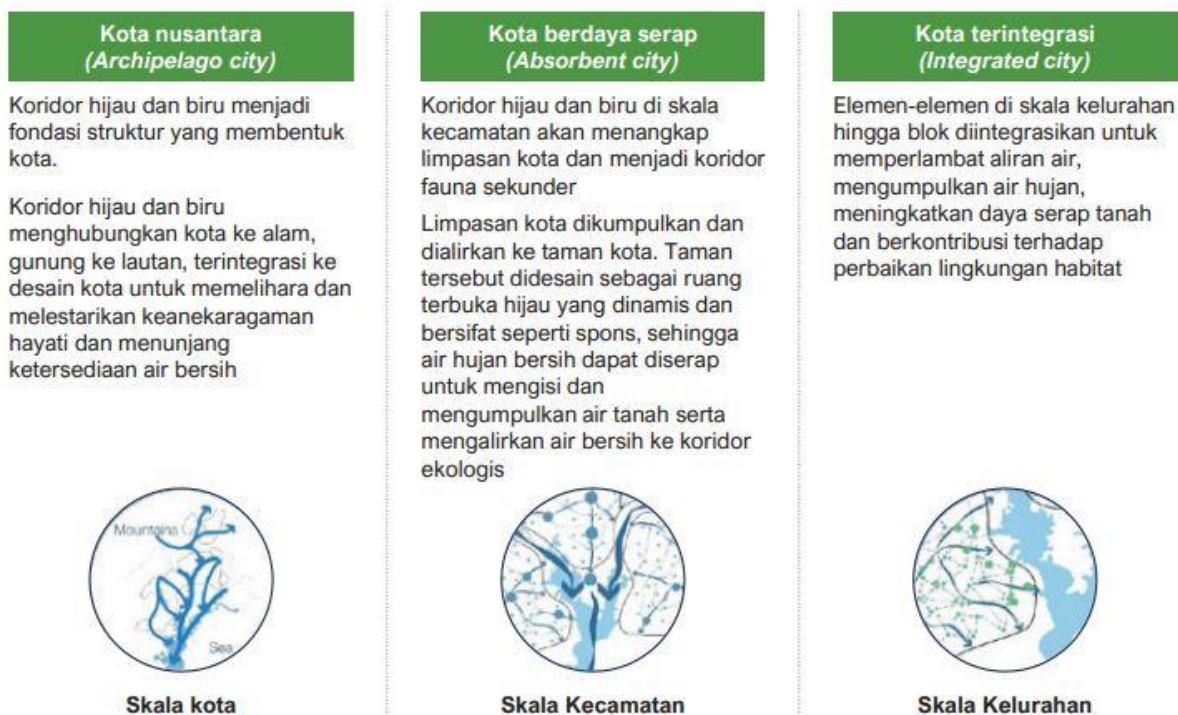 Kota nusantara
(Archipelago city)
Koridor hijau dan biru menjadi
fondasi struktur yang membentuk
kota.
Koridor hijau dan biru
menghubungkan kota ke alam,
gunung ke lautan, terintegrasi ke
desain kota untuk memelihara dan
melestarikan keanekaragaman
hayati dan menunjang
ketersediaan air bersih
Mountains
Sea
Skala kota
Kota berdaya serap
(Absorbent city)
Koridor hijau dan biru di skala
kecamatan akan menangkap
limpasan kota dan menjadi koridor
fauna sekunder
Limpasan kota dikumpulkan dan
dialirkan ke taman kota. Taman
tersebut didesain sebagai ruang
terbuka hijau yang dinamis dan
bersifat seperti spons, sehingga
air hujan bersih dapat diserap
untuk mengisi dan
mengumpulkan air tanah serta
mengalirkan air bersih ke koridor
ekologis
Skala Kecamatan
Kota terintegrasi
(Integrated city)
Elemen-elemen di skala kelurahan
hingga blok diintegrasikan untuk
memperlambat aliran air,
mengumpulkan air hujan,
meningkatkan daya serap tanah
dan berkontribusi terhadap
perbaikan lingkungan habitat
Skala Kelurahan